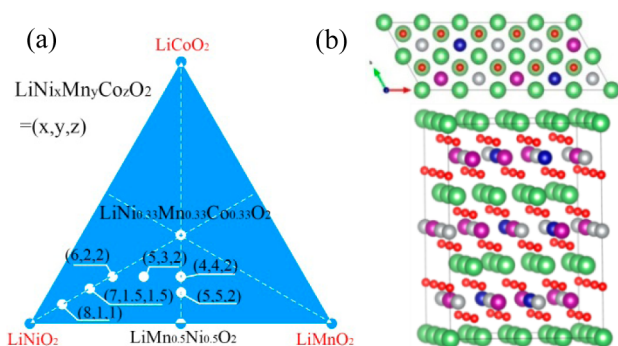 (a)
LiCoO₂
LiNixMnyCozO₂
=(x,y,z)
LiNi0.33Mn0.33Co0.33O₂
(6,2,2)
(5,3,2)
(4,4,2)
(7,1.5,1.5)
(5,5,2)
(8,1,1)
LiNiO₂
LiMn0.5Ni0.5O₂
LiMnO₂
(b)